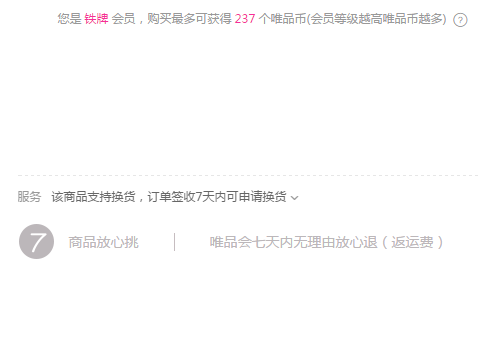 您是 铁牌 会员，购买最多可获得 237 个唯品币(会员等级越高唯品币越多) ?
服务 该商品支持换货，订单签收7天内可申请换货
7 商品放心挑 | 唯品会七天内无理由放心退（返运费）